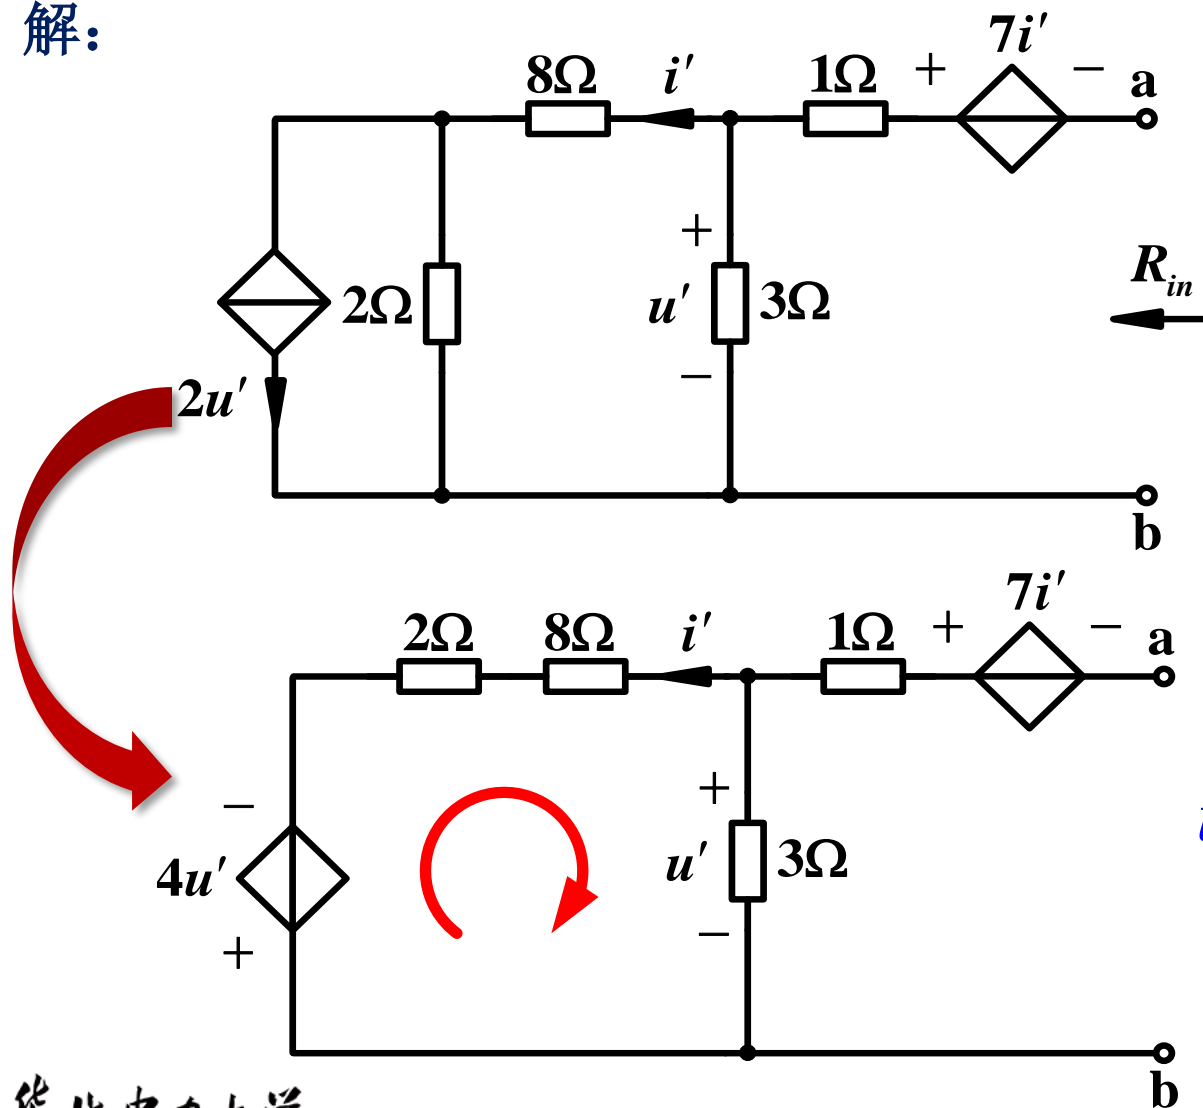 解：
7i′
8Ω i′ 1Ω + − a
+
R_in
2Ω u′ 3Ω
−
2u′
b
7i′
2Ω 8Ω i′ 1Ω + − a
− +
4u′ u′ 3Ω
+ −
b